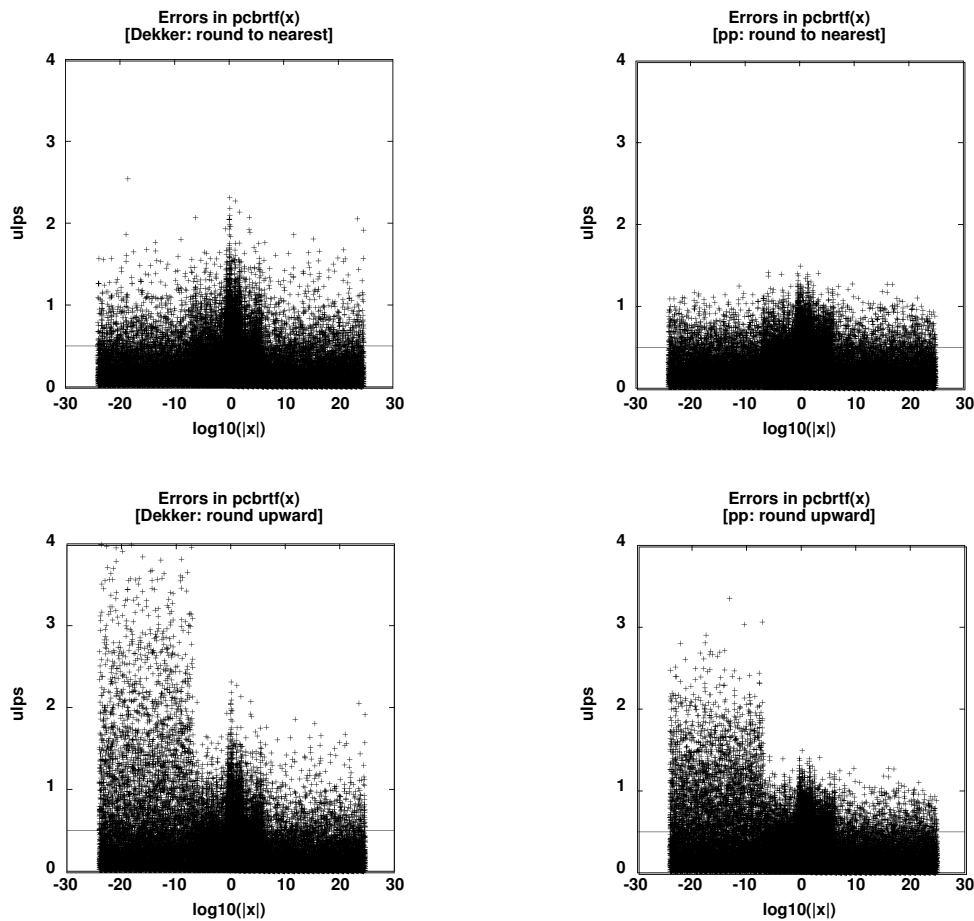 Errors in pcbrtf(x)
[Dekker: round to nearest]
4
3
2
1
0
ulps
-30 -20 -10 0 10 20 30
log10(|x|)
Errors in pcbrtf(x)
[pp: round to nearest]
4
3
2
1
0
ulps
-30 -20 -10 0 10 20 30
log10(|x|)
Errors in pcbrtf(x)
[Dekker: round upward]
4
3
2
1
0
ulps
-30 -20 -10 0 10 20 30
log10(|x|)
Errors in pcbrtf(x)
[pp: round upward]
4
3
2
1
0
ulps
-30 -20 -10 0 10 20 30
log10(|x|)